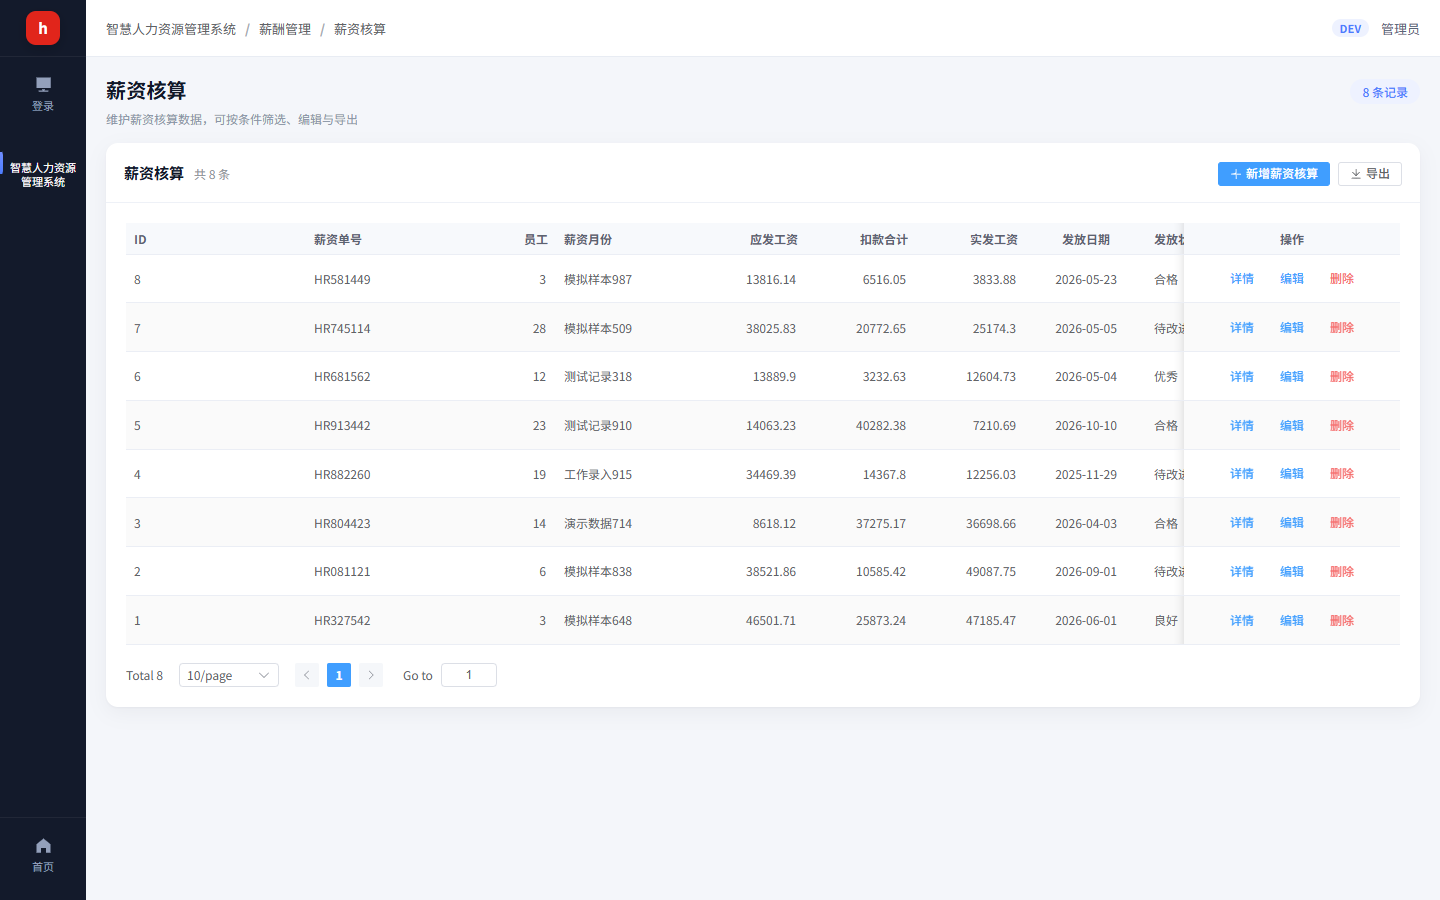 h
智慧人力资源管理系统 / 薪酬管理 / 薪资核算
DEV 管理员
登录
智慧人力资源
管理系统
首页
薪资核算
8 条记录
维护薪资核算数据，可按条件筛选、编辑与导出
薪资核算 共 8 条
新增薪资核算 导出
ID 薪资单号 员工 薪资月份 应发工资 扣款合计 实发工资 发放日期 发放 操作
8 HR581449 3 模拟样本987 13816.14 6516.05 3833.88 2026-05-23 合格 详情 编辑 删除
7 HR745114 28 模拟样本509 38025.83 20772.65 25174.3 2026-05-05 待改 详情 编辑 删除
6 HR681562 12 测试记录318 13889.9 3232.63 12604.73 2026-05-04 优秀 详情 编辑 删除
5 HR913442 23 测试记录910 14063.23 40282.38 7210.69 2026-10-10 合格 详情 编辑 删除
4 HR882260 19 工作录入915 34469.39 14367.8 12256.03 2025-11-29 待改 详情 编辑 删除
3 HR804423 14 演示数据714 8618.12 37275.17 36698.66 2026-04-03 合格 详情 编辑 删除
2 HR081121 6 模拟样本838 38521.86 10585.42 49087.75 2026-09-01 待改 详情 编辑 删除
1 HR327542 3 模拟样本648 46501.71 25873.24 47185.47 2026-06-01 良好 详情 编辑 删除
Total 8 10/page 1 Go to 1